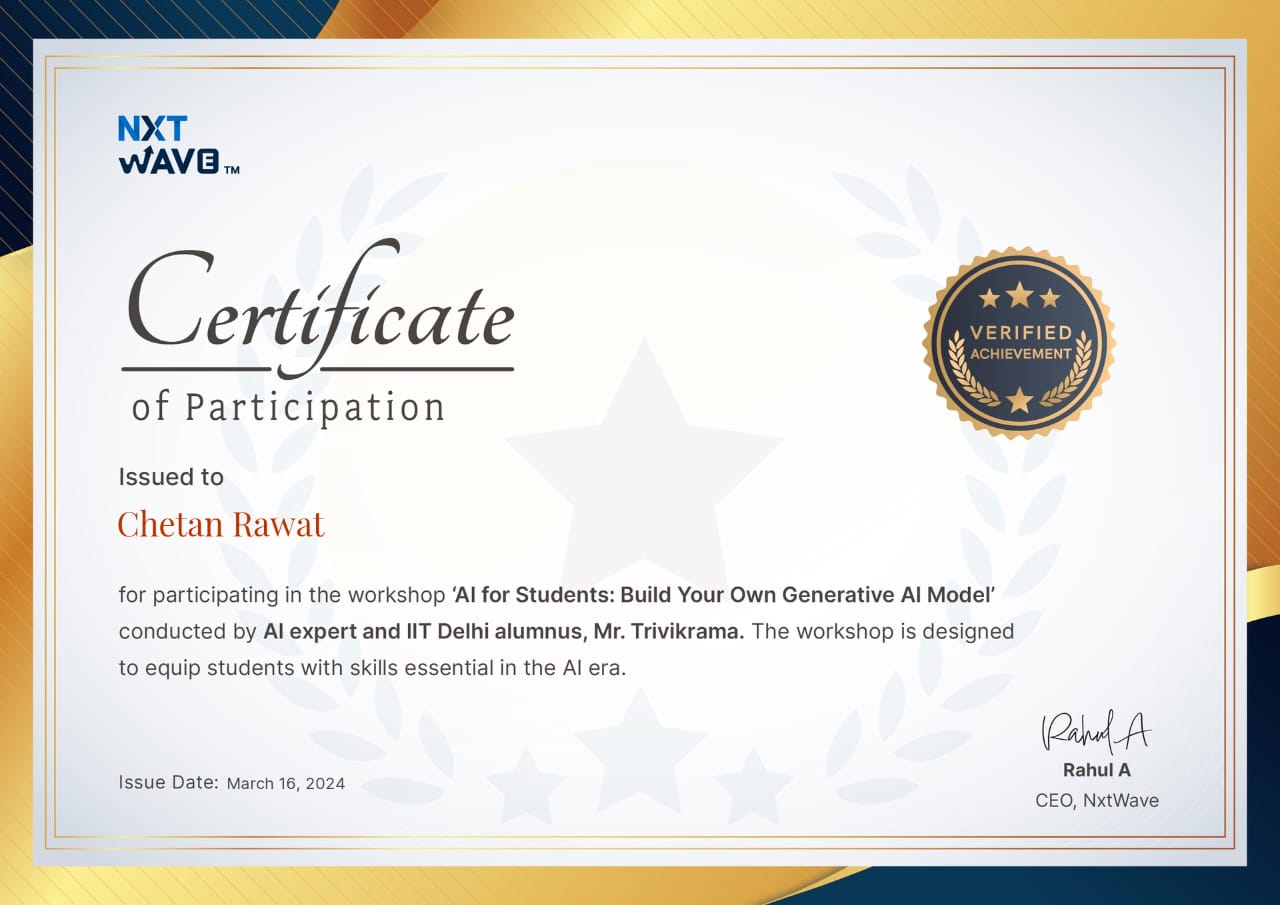 NXT
WAVE TM
Certificate
of Participation
VERIFIED
ACHIEVEMENT
Issued to
Chetan Rawat
for participating in the workshop ‘AI for Students: Build Your Own Generative AI Model’
conducted by AI expert and IIT Delhi alumnus, Mr. Trivikrama. The workshop is designed
to equip students with skills essential in the AI era.
Rahul A
Rahul A
CEO, NxtWave
Issue Date: March 16, 2024